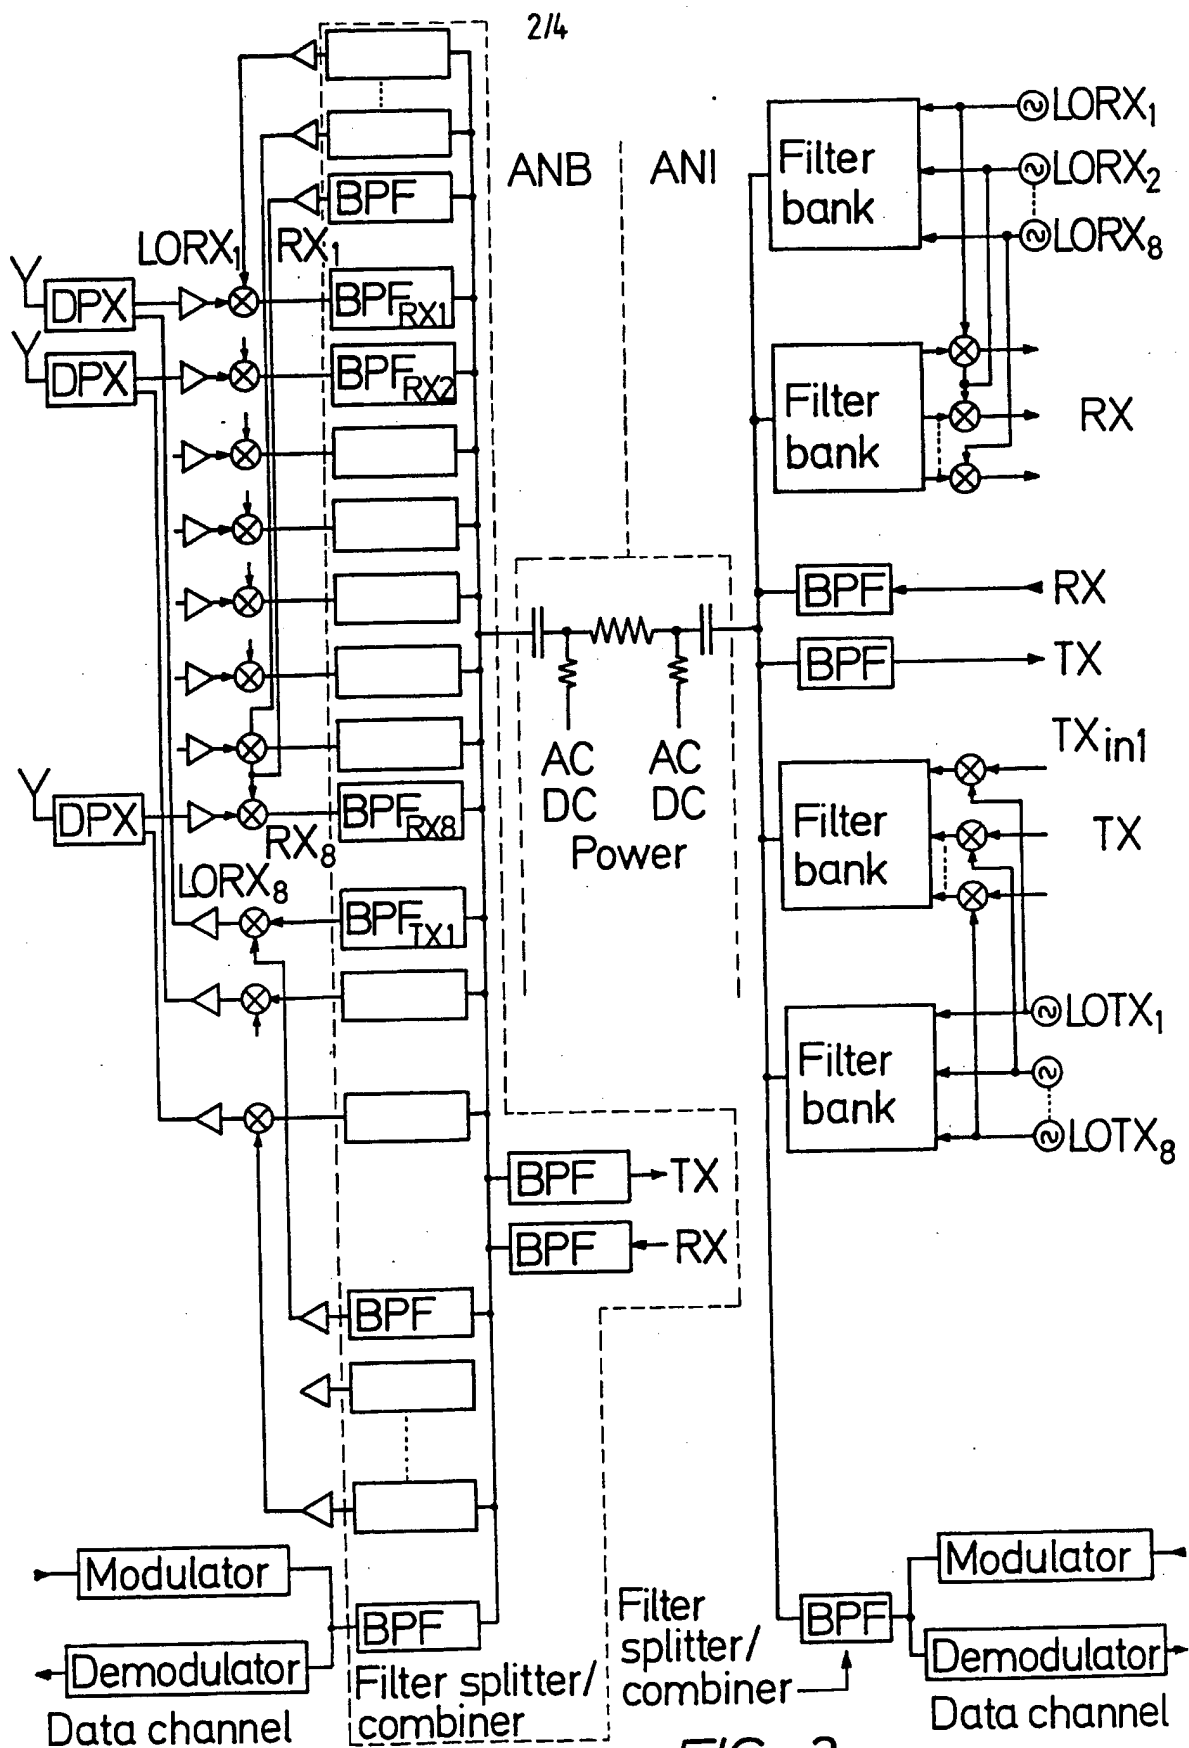 2/4
ANB
ANI
BPF
LORX1
RX1
DPX
BPFRX1
DPX
BPFRX2
DPX
BPFRX8
RX8
LORX8
BPFTX1
BPF
TX
BPF
RX
BPF
BPF
Modulator
Demodulator
Data channel
Filter splitter/
combiner
AC
DC
AC
DC
Power
Filter
bank
LORX1
LORX2
LORX8
Filter
bank
RX
BPF
RX
BPF
TX
TXin1
Filter
bank
TX
Filter
bank
LOTX1
LOTX8
Filter
splitter/
combiner
BPF
Modulator
Demodulator
Data channel